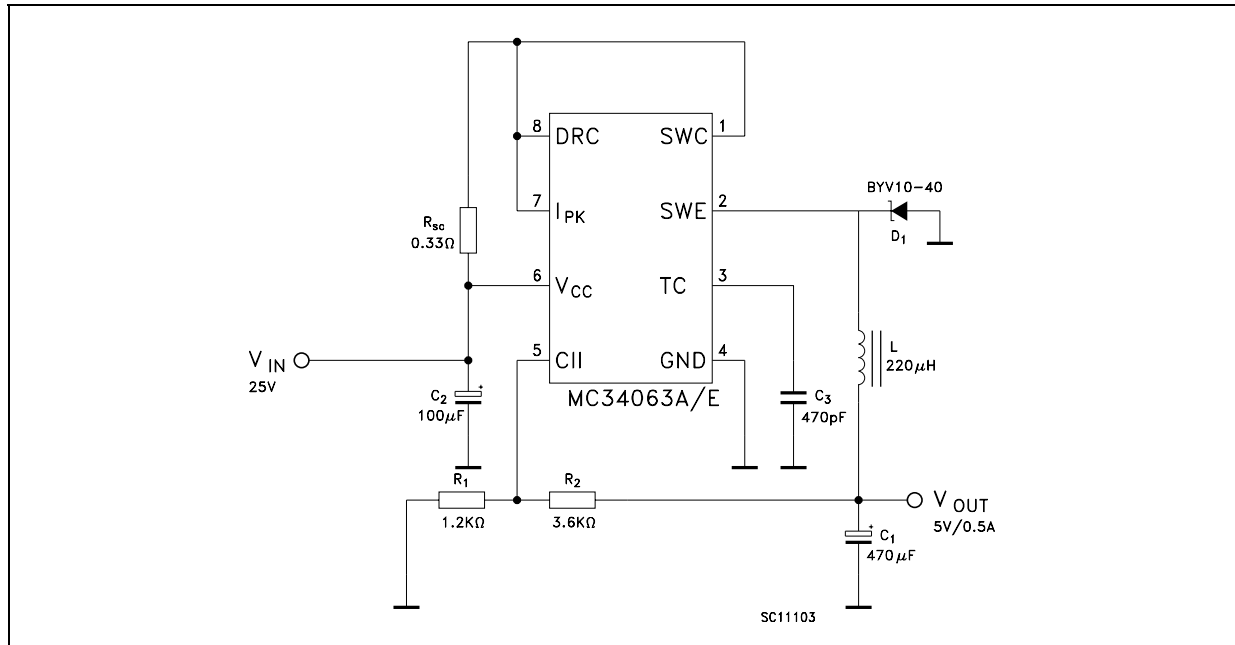 8 DRC SWC 1
BYV10-40
7 IPK SWE 2
D1
Rsc
0.33Ω
6 VCC TC 3
L
220μH
VIN
25V
5 CII GND 4
C2 +
100μF
MC34063A/E
C3
470pF
R1
1.2KΩ
R2
3.6KΩ
VOUT
5V/0.5A
+ C1
470μF
SC11103